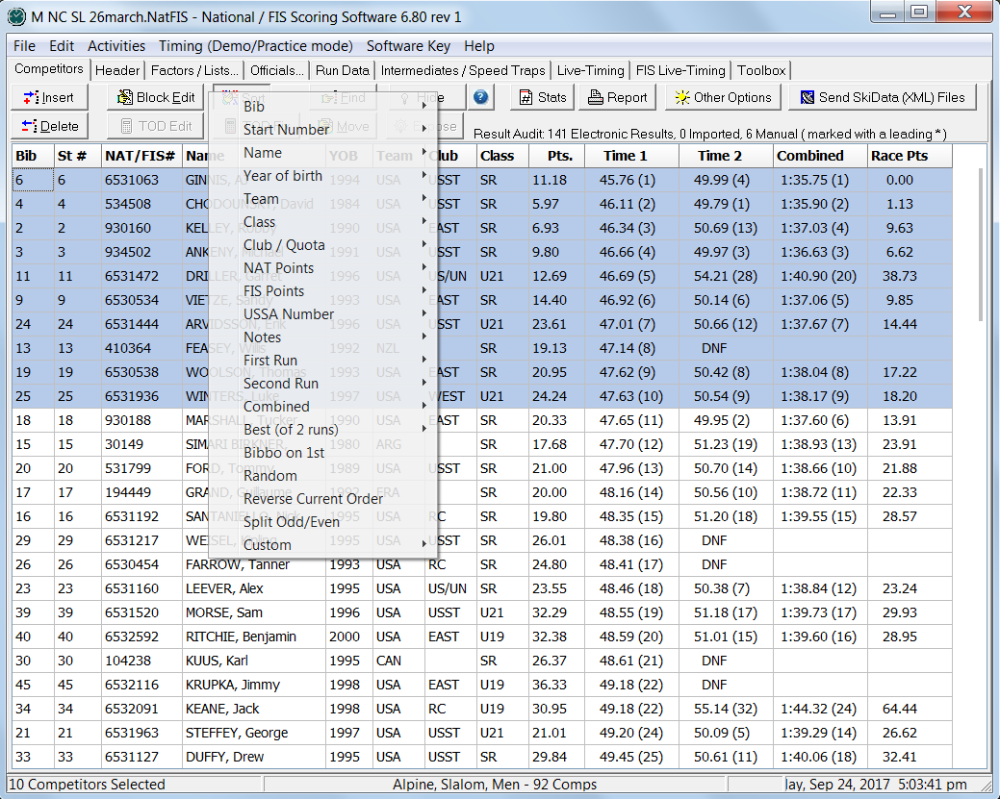 M NC SL 26march.NatFIS - National / FIS Scoring Software 6.80 rev 1
File Edit Activities Timing (Demo/Practice mode) Software Key Help
Competitors Header Factors / Lists... Officials... Run Data Intermediates / Speed Traps Live-Timing FIS Live-Timing Toolbox
Insert Block Edit Sort Find Hide ? Stats Report Other Options Send SkiData (XML) Files
Delete TOD Edit TOD Move Result Audit: 141 Electronic Results, 0 Imported, 6 Manual ( marked with a leading * )
Bib St # NAT/FIS# Name YOB Team Club Class Pts. Time 1 Time 2 Combined Race Pts
6 6 6531063 GINNIS, 1994 USA USST SR 11.18 45.76 (1) 49.99 (4) 1:35.75 (1) 0.00
4 4 534508 CHODOUNSKY, David 1984 USA USST SR 5.97 46.11 (2) 49.79 (1) 1:35.90 (2) 1.13
2 2 930160 KELLEY, Robby 1990 USA EAST SR 6.93 46.34 (3) 50.69 (13) 1:37.03 (4) 9.63
3 3 934502 ANKENY, Michael 1991 USA USST SR 9.80 46.66 (4) 49.97 (3) 1:36.63 (3) 6.62
11 11 6531472 DRILLER, Garret 1996 USA US/UN U21 12.69 46.69 (5) 54.21 (28) 1:40.90 (20) 38.73
9 9 6530534 VIETZE, Sandy 1993 USA EAST SR 14.40 46.92 (6) 50.14 (6) 1:37.06 (5) 9.85
24 24 6531444 ARVIDSSON, Erik 1996 USA USST U21 23.61 47.01 (7) 50.66 (12) 1:37.67 (7) 14.44
13 13 410364 FEASEY, Willis 1992 NZL SR 19.13 47.14 (8) DNF
19 19 6530538 WOOLSON, Thomas 1993 USA EAST SR 20.95 47.62 (9) 50.42 (8) 1:38.04 (8) 17.22
25 25 6531936 WINTERS, Luke 1997 USA WEST U21 24.24 47.63 (10) 50.54 (9) 1:38.17 (9) 18.20
18 18 930188 MARSHALL, Tucker 1990 USA EAST SR 20.33 47.65 (11) 49.95 (2) 1:37.60 (6) 13.91
15 15 30149 SIMARI BIRKNER, 1980 ARG SR 17.68 47.70 (12) 51.23 (19) 1:38.93 (13) 23.91
20 20 531799 FORD, Tommy 1989 USA USST SR 21.00 47.96 (13) 50.70 (14) 1:38.66 (10) 21.88
17 17 194449 GRAND, Guillaume 1992 FRA SR 20.00 48.16 (14) 50.56 (10) 1:38.72 (11) 22.33
16 16 6531192 SANTANIELLO, Nick 1995 USA RC SR 19.80 48.35 (15) 51.20 (18) 1:39.55 (15) 28.57
29 29 6531217 WEISEL, 1995 USA USST SR 26.01 48.38 (16) DNF
26 26 6530454 FARROW, Tanner 1993 USA RC SR 24.80 48.41 (17) DNF
23 23 6531160 LEEVER, Alex 1995 USA US/UN SR 23.55 48.46 (18) 50.38 (7) 1:38.84 (12) 23.24
39 39 6531520 MORSE, Sam 1996 USA USST U21 32.29 48.55 (19) 51.18 (17) 1:39.73 (17) 29.93
40 40 6532592 RITCHIE, Benjamin 2000 USA EAST U19 32.38 48.59 (20) 51.01 (15) 1:39.60 (16) 28.95
30 30 104238 KUUS, Karl 1995 CAN SR 26.37 48.61 (21) DNF
45 45 6532116 KRUPKA, Jimmy 1998 USA EAST U19 36.33 49.18 (22) DNF
34 34 6532091 KEANE, Jack 1998 USA RC U19 30.95 49.18 (22) 55.14 (32) 1:44.32 (24) 64.44
21 21 6531963 STEFFEY, George 1997 USA USST U21 21.01 49.20 (24) 50.09 (5) 1:39.29 (14) 26.62
33 33 6531127 DUFFY, Drew 1995 USA USST SR 29.84 49.45 (25) 50.61 (11) 1:40.06 (18) 32.41
Bib
Start Number
Name
Year of birth
Team
Class
Club / Quota
NAT Points
FIS Points
USSA Number
Notes
First Run
Second Run
Combined
Best (of 2 runs)
Bibbo on 1st
Random
Reverse Current Order
Split Odd/Even
Custom
10 Competitors Selected Alpine, Slalom, Men - 92 Comps lay, Sep 24, 2017 5:03:41 pm